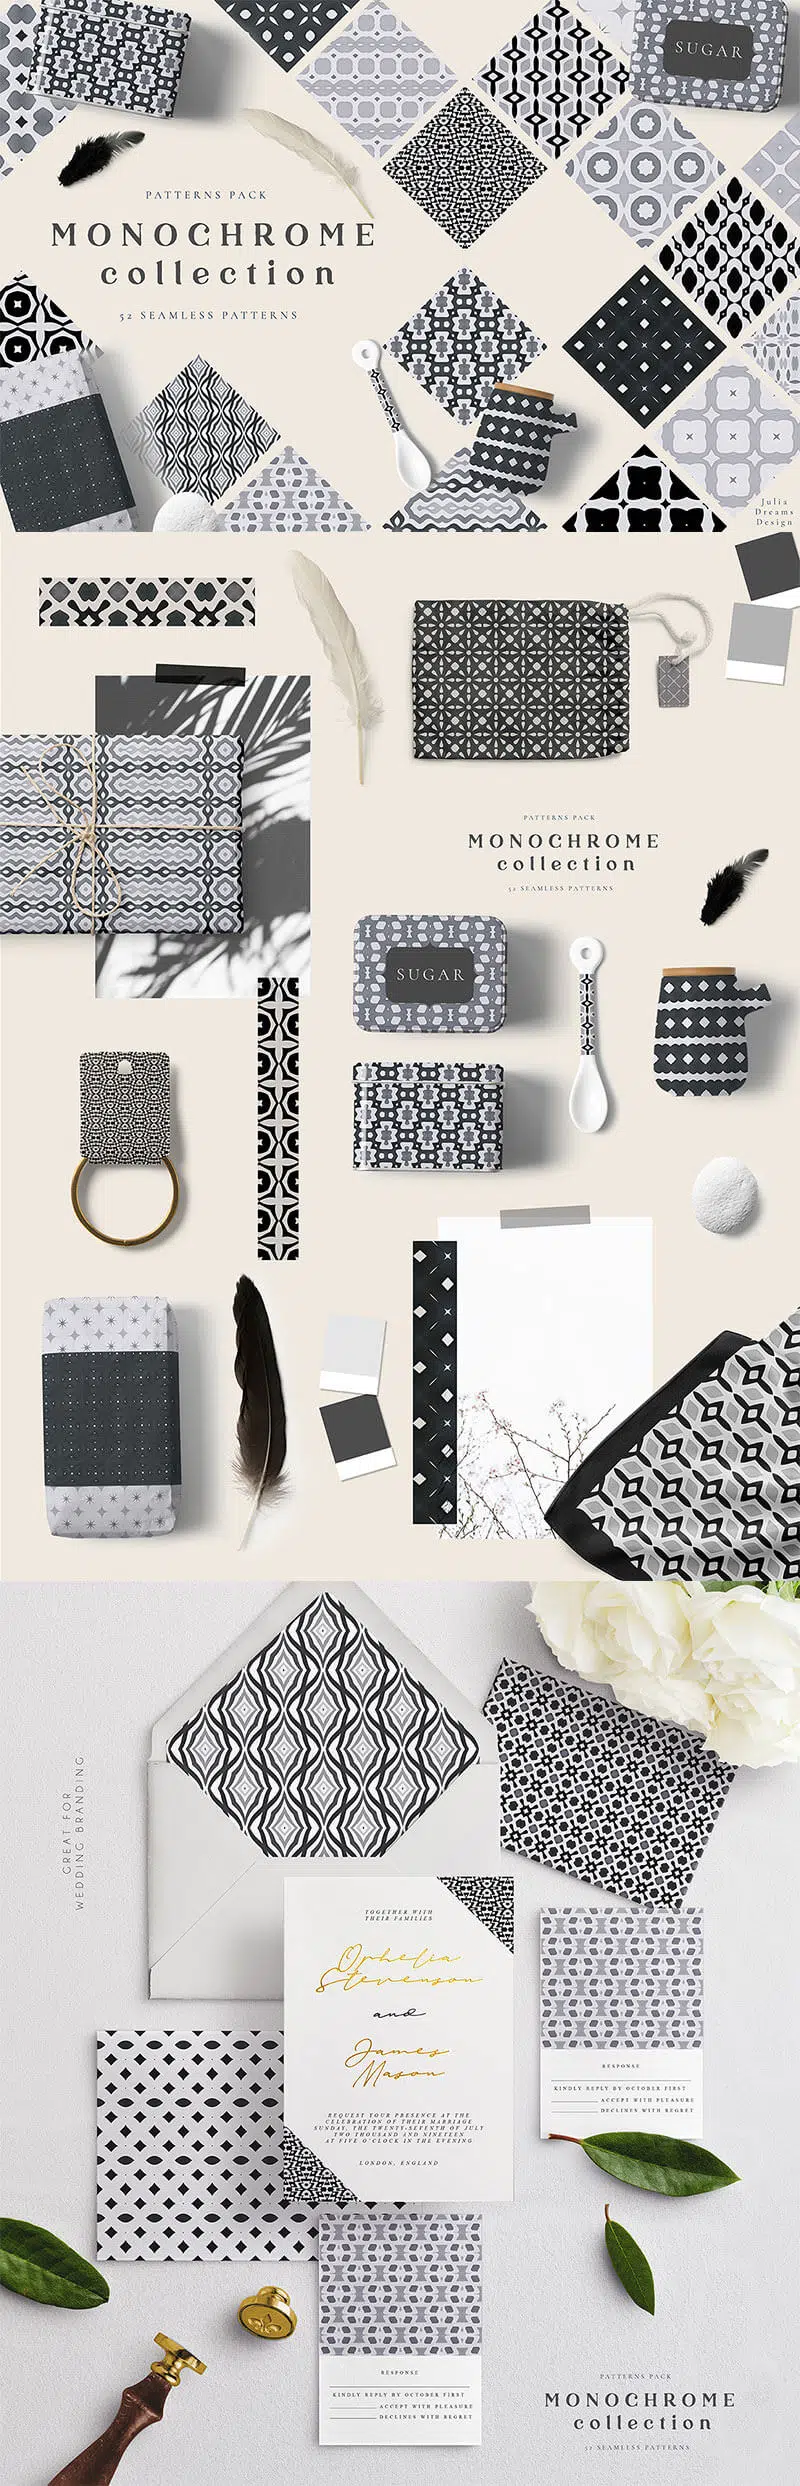 SUGAR
PATTERNS PACK
MONOCHROME
collection
52 SEAMLESS PATTERNS
Julia
Dreams
Design
PATTERNS PACK
MONOCHROME
collection
52 SEAMLESS PATTERNS
SUGAR
GREAT FOR
WEDDING BRANDING
TOGETHER WITH
THEIR FAMILIES
Ophelia
Stevenson
and
James
Mason
REQUEST YOUR PRESENCE AT THE
CELEBRATION OF THEIR MARRIAGE
SUNDAY, THE TWENTY-SEVENTH OF JULY
TWO THOUSAND AND NINETEEN
AT FIVE O'CLOCK IN THE EVENING
LONDON, ENGLAND
RESPONSE
KINDLY REPLY BY OCTOBER FIRST
ACCEPT WITH PLEASURE
DECLINES WITH REGRET
RESPONSE
KINDLY REPLY BY OCTOBER FIRST
ACCEPT WITH PLEASURE
DECLINES WITH REGRET
PATTERNS PACK
MONOCHROME
collection
52 SEAMLESS PATTERNS